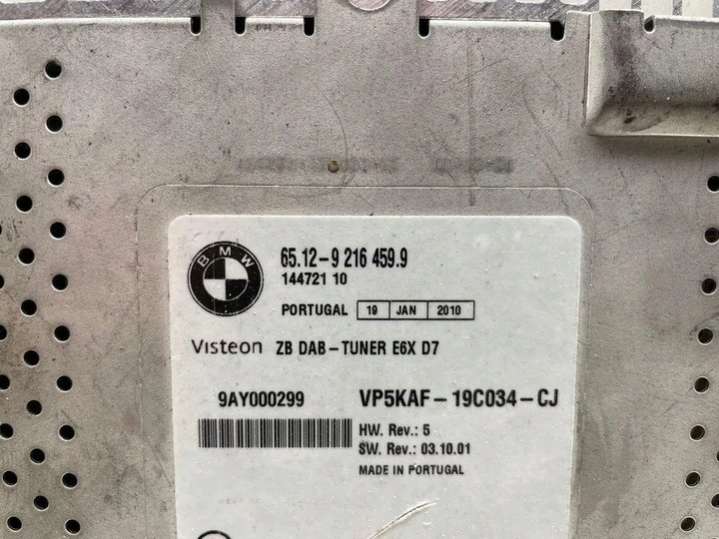 BMW
65.12-9 216 459.9
144721 10
PORTUGAL 19 JAN 2010
Visteon ZB DAB-TUNER E6X D7
9AY000299 VP5KAF-19C034-CJ
HW. Rev.: 5
SW. Rev.: 03.10.01
MADE IN PORTUGAL